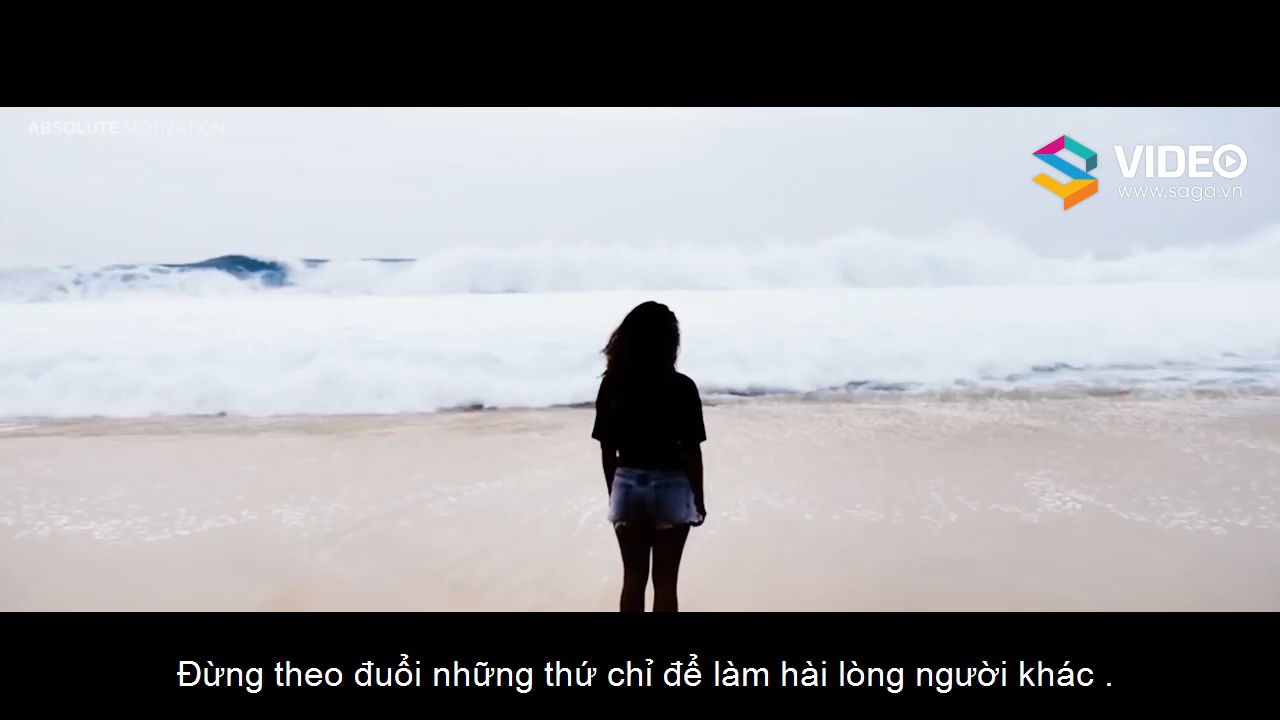 ABSOLUTE MOTIVATION
VIDEO
www.saga.vn
Đừng theo đuổi những thứ chỉ để làm hài lòng người khác .